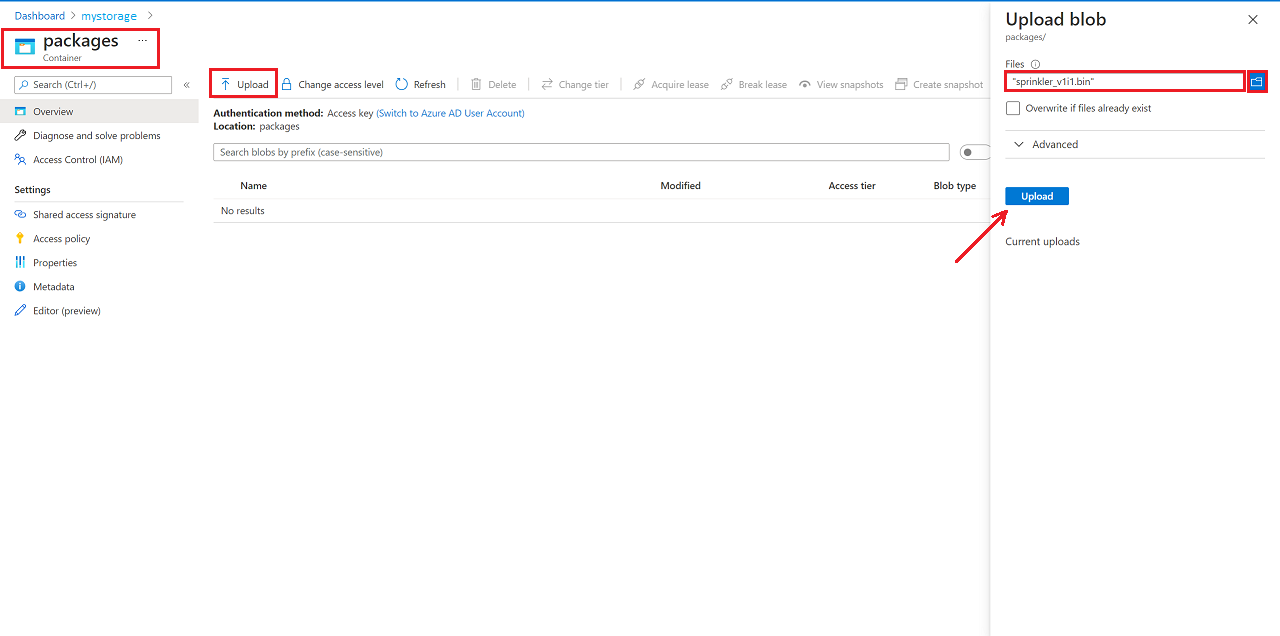 Dashboard > mystorage >
packages ...
Container
Search (Ctrl+/) «
Overview
Diagnose and solve problems
Access Control (IAM)
Settings
Shared access signature
Access policy
Properties
Metadata
Editor (preview)
Upload Change access level Refresh Delete Change tier Acquire lease Break lease View snapshots Create snapshot
Authentication method: Access key (Switch to Azure AD User Account)
Location: packages
Search blobs by prefix (case-sensitive)
Name Modified Access tier Blob type
No results
Upload blob
packages/
Files
"sprinkler_v1i1.bin"
Overwrite if files already exist
Advanced
Upload
Current uploads